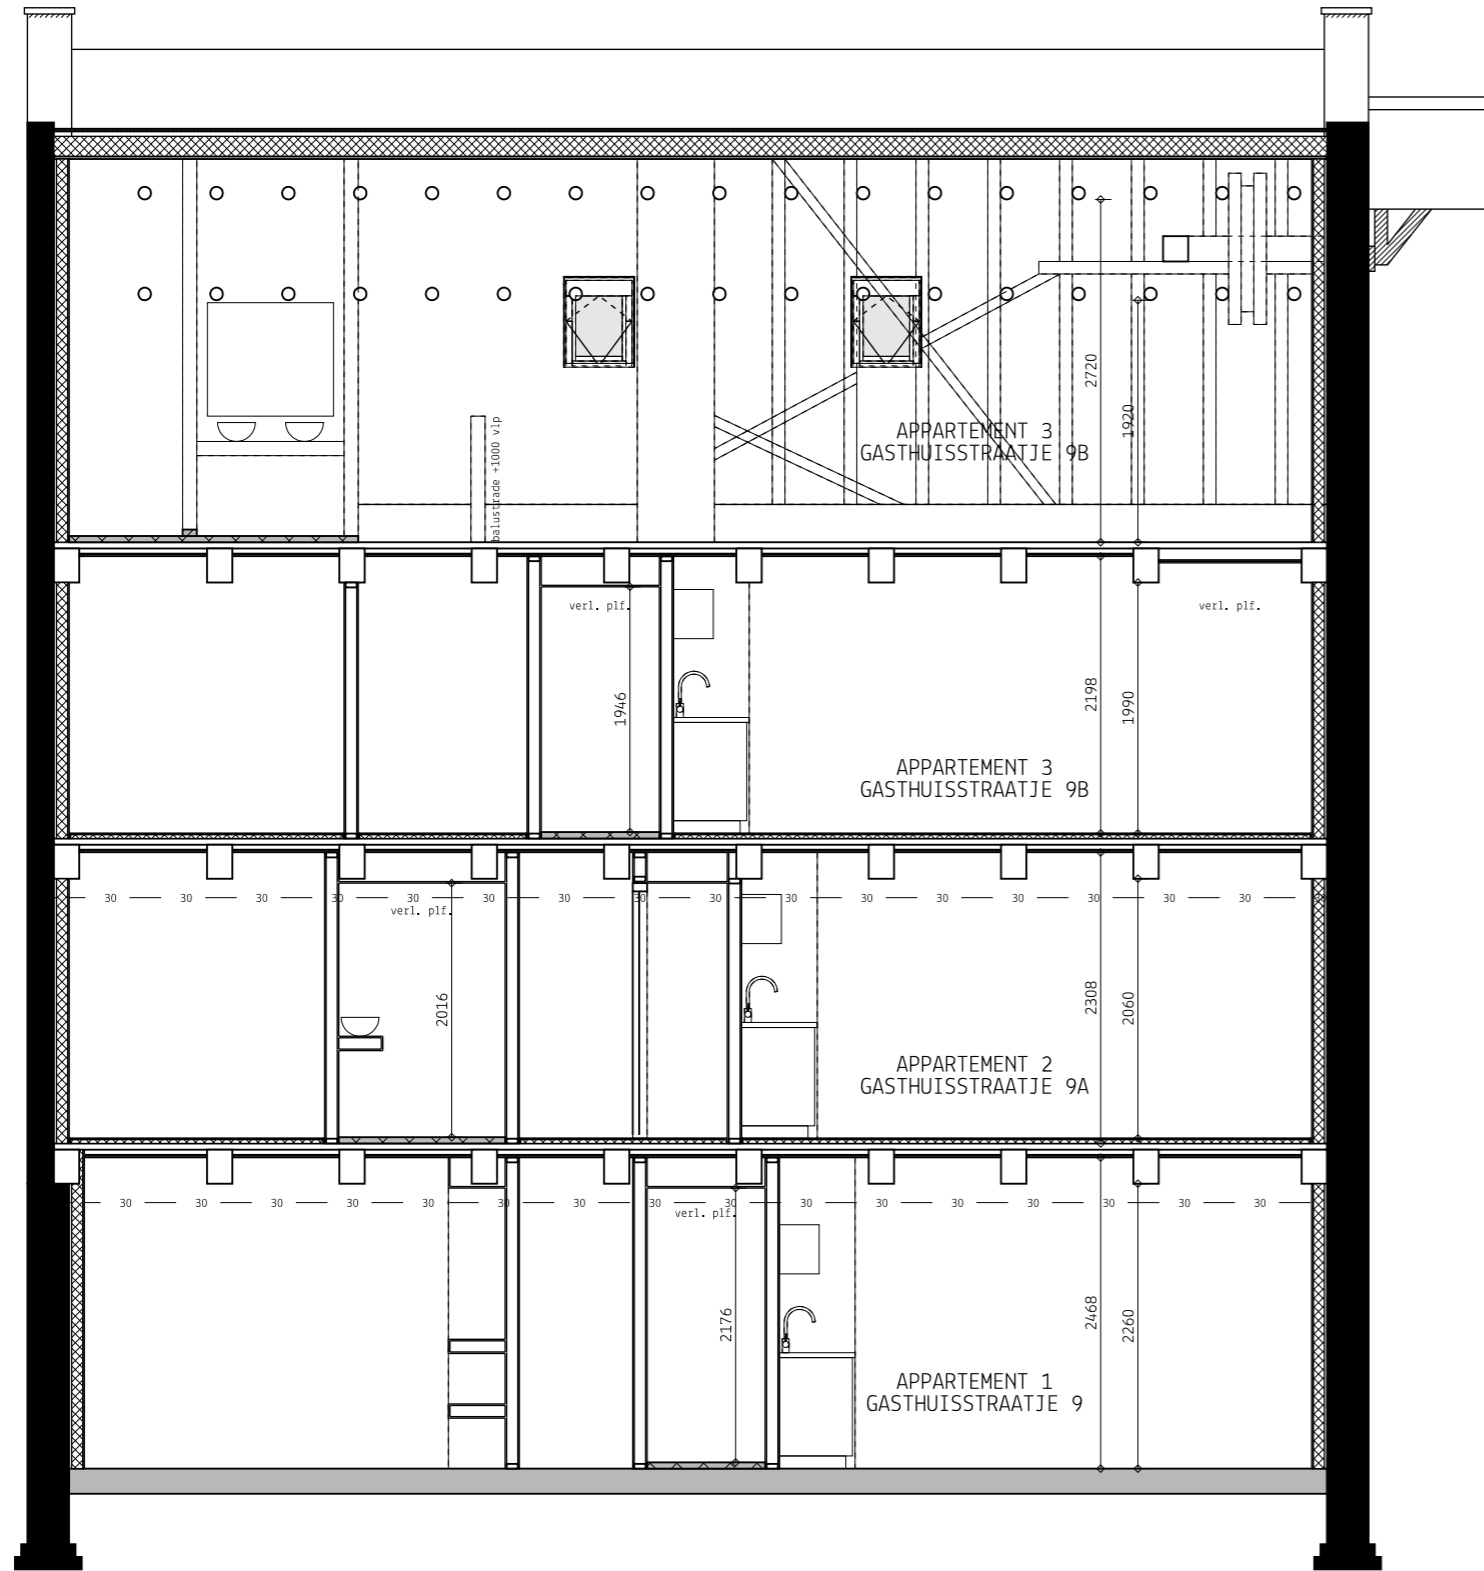 2720
1920
balustrade +1000 vlp
APPARTEMENT 3
GASTHUISSTRAATJE 9B
verl. plf.
verl. plf.
1946
2198
1990
APPARTEMENT 3
GASTHUISSTRAATJE 9B
30 30 30 30 30 30 30 30 30 30 30 30 30 30 30 30 30
verl. plf.
2016
2308
2060
APPARTEMENT 2
GASTHUISSTRAATJE 9A
30 30 30 30 30 30 30 30 30 30 30 30 30 30 30 30
verl. plf.
2176
2468
2260
APPARTEMENT 1
GASTHUISSTRAATJE 9